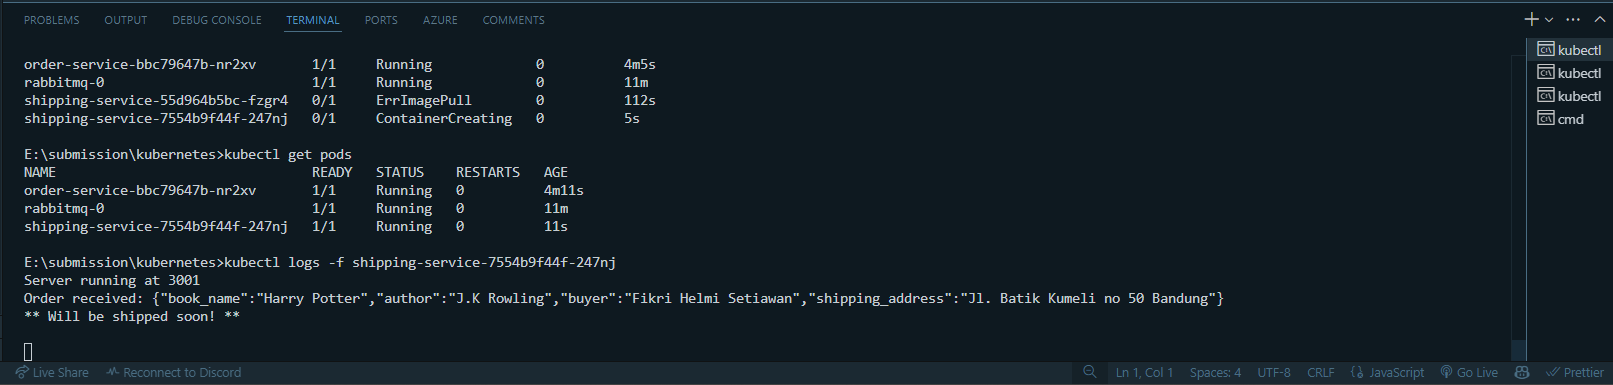 PROBLEMS OUTPUT DEBUG CONSOLE TERMINAL PORTS AZURE COMMENTS
order-service-bbc79647b-nr2xv 1/1 Running 0 4m5s
rabbitmq-0 1/1 Running 0 11m
shipping-service-55d964b5bc-fzgr4 0/1 ErrImagePull 0 112s
shipping-service-7554b9f44f-247nj 0/1 ContainerCreating 0 5s
E:\submission\kubernetes>kubectl get pods
NAME READY STATUS RESTARTS AGE
order-service-bbc79647b-nr2xv 1/1 Running 0 4m11s
rabbitmq-0 1/1 Running 0 11m
shipping-service-7554b9f44f-247nj 1/1 Running 0 11s
E:\submission\kubernetes>kubectl logs -f shipping-service-7554b9f44f-247nj
Server running at 3001
Order received: {"book_name":"Harry Potter","author":"J.K Rowling","buyer":"Fikri Helmi Setiawan","shipping_address":"Jl. Batik Kumeli no 50 Bandung"}
** Will be shipped soon! **
kubectl
kubectl
kubectl
cmd
Live Share Reconnect to Discord Ln 1, Col 1 Spaces: 4 UTF-8 CRLF JavaScript Go Live Prettier